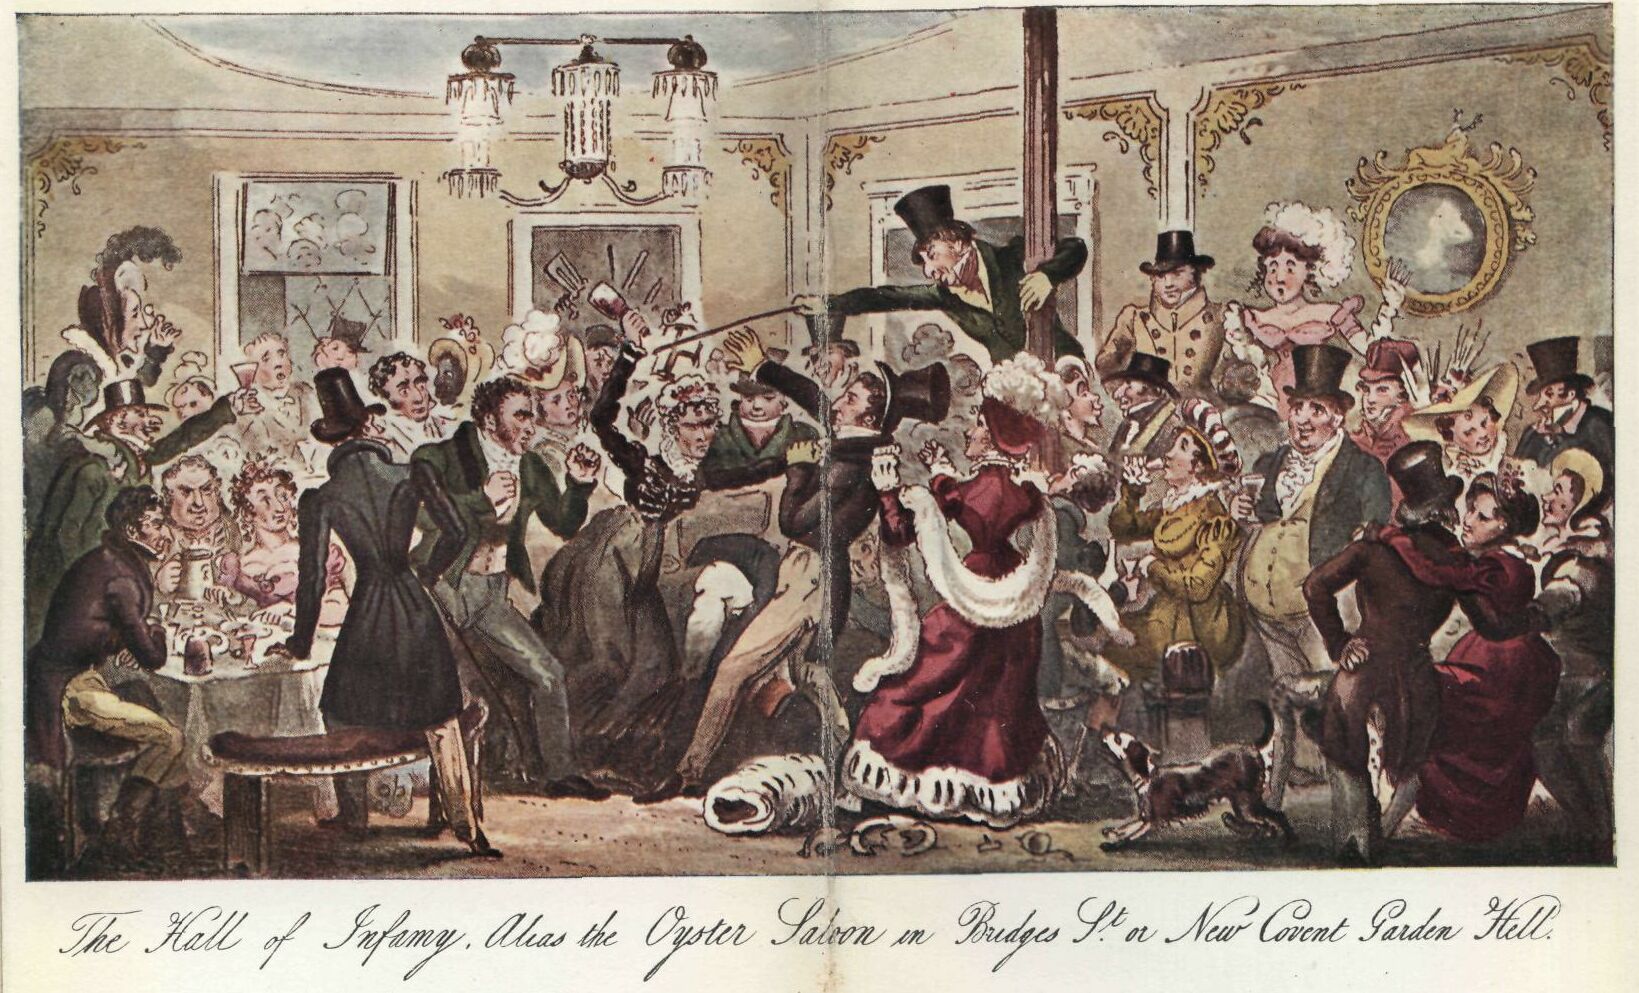 The Hall of Infamy. Alias the Oyster Saloon in Bridges St. or New Covent Garden Hell.